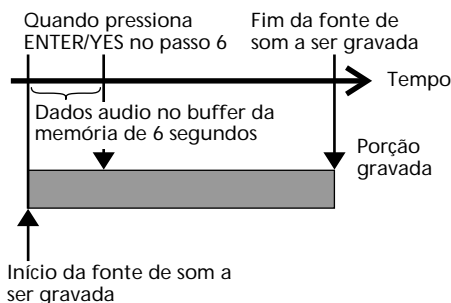 Quando pressiona
ENTER/YES no passo 6
Fim da fonte de
som a ser gravada
Tempo
Dados audio no buffer da
memória de 6 segundos
Porção
gravada
Início da fonte de som a
ser gravada